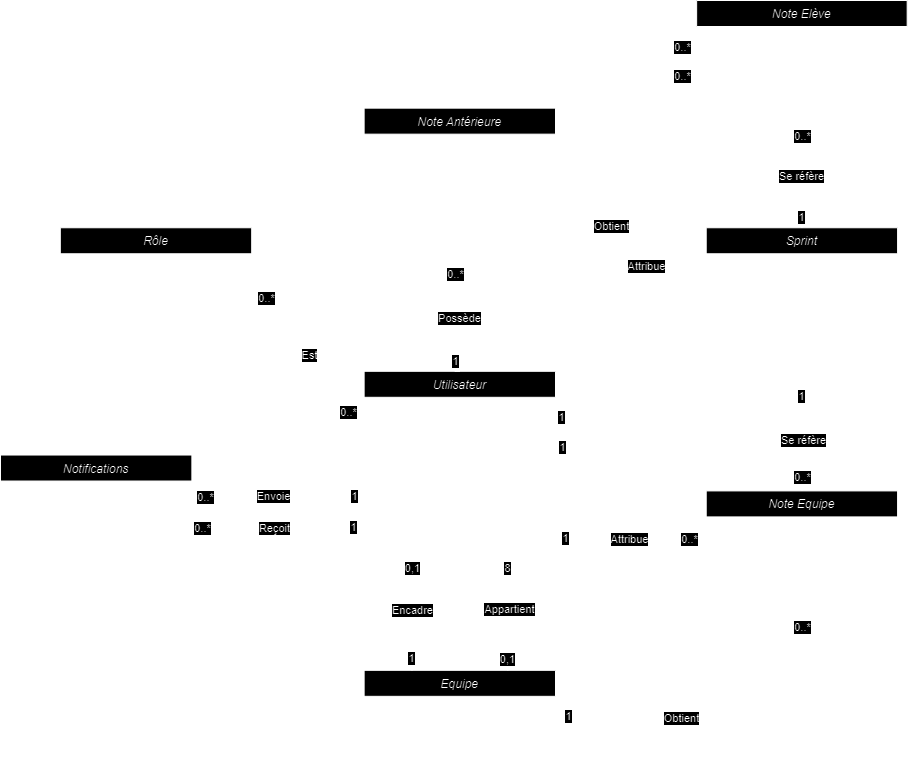 Note Elève
0..*
0..*
Note Antérieure
0..*
Se réfère
1
Obtient
Rôle
Sprint
Attribue
0..*
0..*
Possède
Est
1
Utilisateur
1
0..*
1
Se réfère
1
Notifications
0..*
0..*
Envoie
1
Note Equipe
0..*
Reçoit
1
1
Attribue
0..*
0,1
8
Encadre
Appartient
0..*
1
0,1
Equipe
1
Obtient